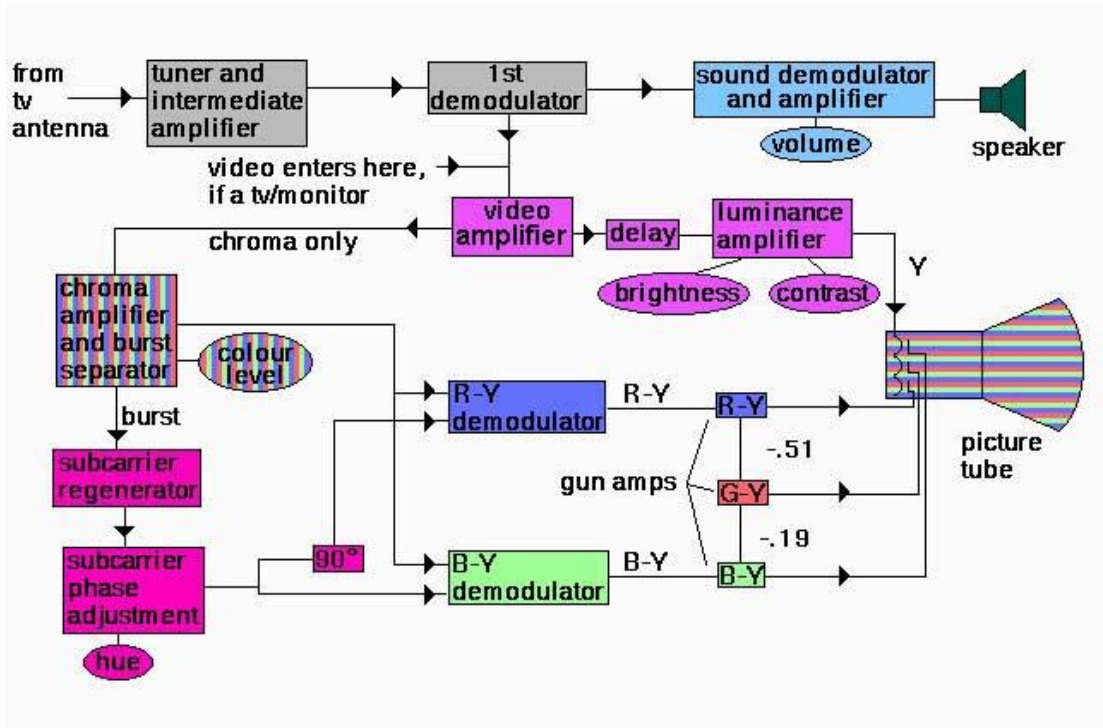 from
tv
antenna
tuner and
intermediate
amplifier
1st
demodulator
sound demodulator
and amplifier
volume
speaker
video enters here,
if a tv/monitor
video
amplifier
delay
luminance
amplifier
brightness
contrast
Y
chroma only
chroma
amplifier
and burst
separator
colour
level
burst
R-Y
demodulator
R-Y
R-Y
-.51
picture
tube
subcarrier
regenerator
gun amps
G-Y
-.19
subcarrier
phase
adjustment
90°
B-Y
demodulator
B-Y
B-Y
hue